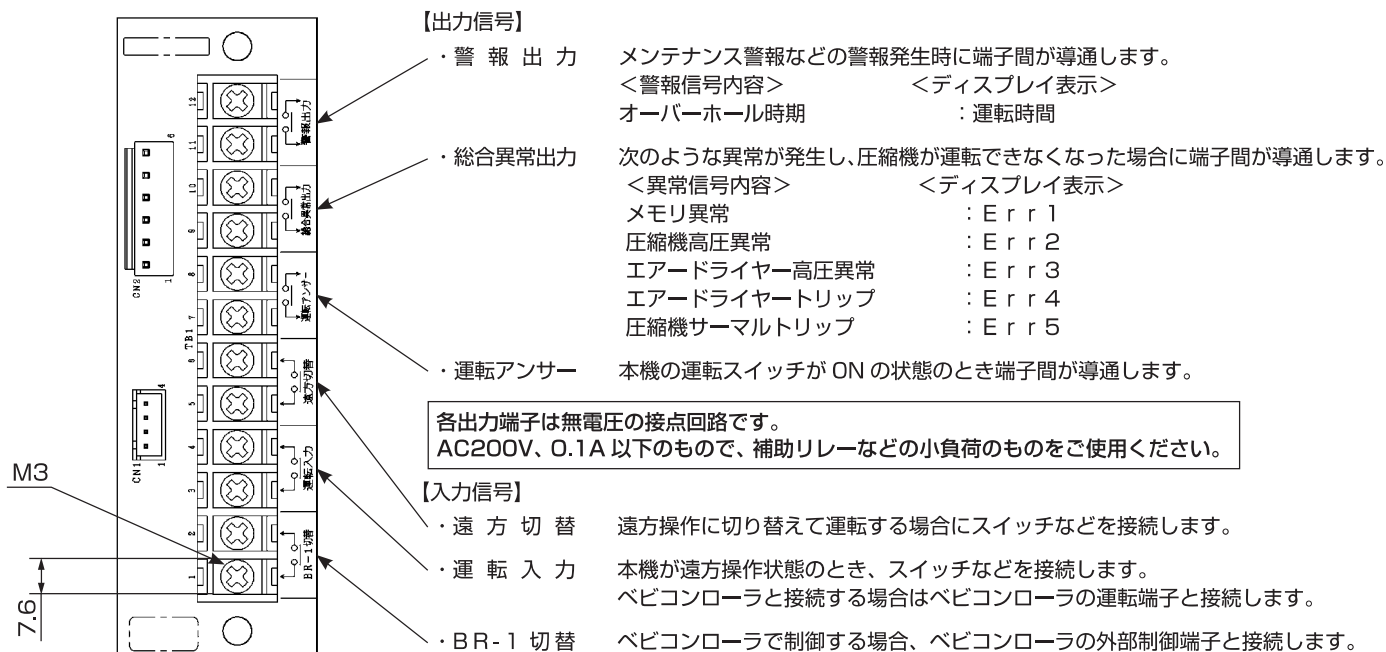 【出力信号】
・警 報 出 力 メンテナンス警報などの警報発生時に端子間が導通します。
＜警報信号内容＞ ＜ディスプレイ表示＞
オーバーホール時期 ：運転時間
・総合異常出力 次のような異常が発生し、圧縮機が運転できなくなった場合に端子間が導通します。
＜異常信号内容＞ ＜ディスプレイ表示＞
メモリ異常 ：Ｅｒｒ１
圧縮機高圧異常 ：Ｅｒｒ２
エアードライヤー高圧異常 ：Ｅｒｒ３
エアードライヤートリップ ：Ｅｒｒ４
圧縮機サーマルトリップ ：Ｅｒｒ５
・運転アンサー 本機の運転スイッチが ON の状態のとき端子間が導通します。
各出力端子は無電圧の接点回路です。
AC200V、0.1A 以下のもので、補助リレーなどの小負荷のものをご使用ください。
【入力信号】
・遠 方 切 替 遠方操作に切り替えて運転する場合にスイッチなどを接続します。
・運 転 入 力 本機が遠方操作状態のとき、スイッチなどを接続します。
ベビコンローラと接続する場合はベビコンローラの運転端子と接続します。
・BR-1 切替 ベビコンローラで制御する場合、ベビコンローラの外部制御端子と接続します。
12
11
10
9
8
7
6
5
4
3
2
1
TB1
警報出力
総合異常出力
運転アンサー
遠方切替
運転入力
BR-1切替
6
CN2
1
4
CN1
1
M3
7.6